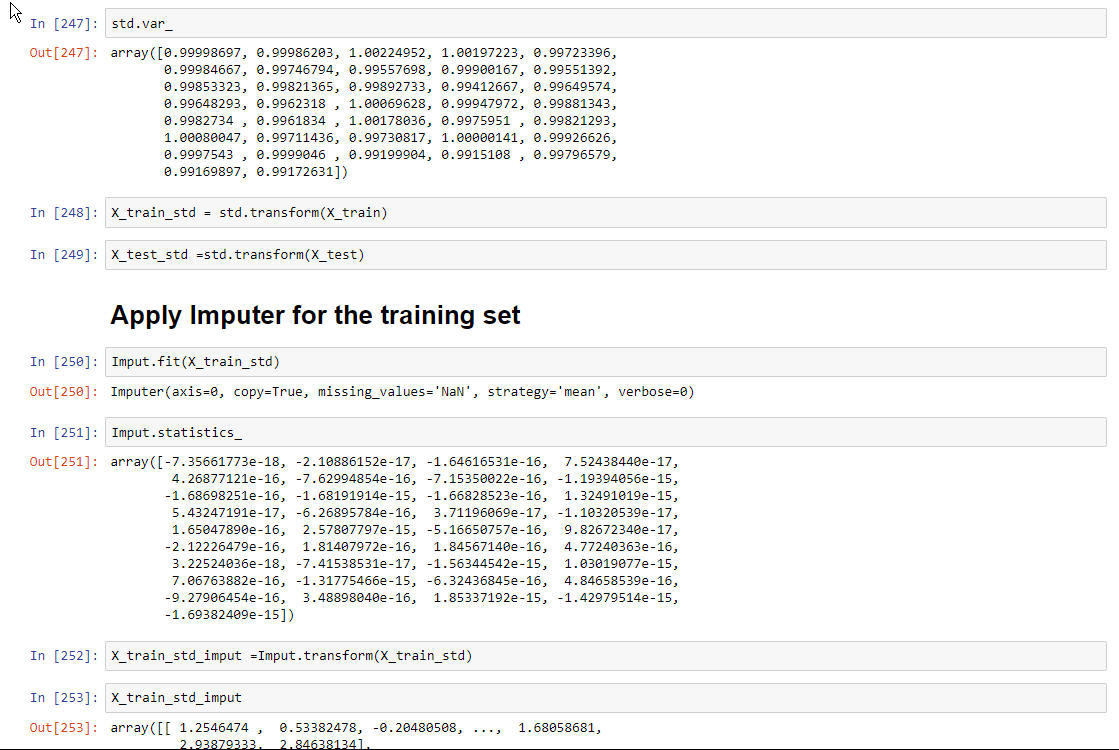 In [247]: std.var_
Out[247]: array([0.99998697, 0.99986203, 1.00224952, 1.00197223, 0.99723396,
0.99984667, 0.99746794, 0.99557698, 0.99900167, 0.99551392,
0.99853323, 0.99821365, 0.99892733, 0.99412667, 0.99649574,
0.99648293, 0.9962318 , 1.00069628, 0.99947972, 0.99881343,
0.9982734 , 0.9961834 , 1.00178036, 0.9975951 , 0.99821293,
1.00080047, 0.99711436, 0.99730817, 1.00000141, 0.99926626,
0.9997543 , 0.9999046 , 0.99199904, 0.9915108 , 0.99796579,
0.99169897, 0.99172631])
In [248]: X_train_std = std.transform(X_train)
In [249]: X_test_std =std.transform(X_test)
Apply Imputer for the training set
In [250]: Imput.fit(X_train_std)
Out[250]: Imputer(axis=0, copy=True, missing_values='NaN', strategy='mean', verbose=0)
In [251]: Imput.statistics_
Out[251]: array([-7.35661773e-18, -2.10886152e-17, -1.64616531e-16, 7.52438440e-17,
4.26877121e-16, -7.62994854e-16, -7.15350022e-16, -1.19394056e-15,
-1.68698251e-16, -1.68191914e-15, -1.66828523e-16, 1.32491019e-15,
5.43247191e-17, -6.26895784e-16, 3.71196069e-17, -1.10320539e-17,
1.65047890e-16, 2.57807797e-15, -5.16650757e-16, 9.82672340e-17,
-2.12226479e-16, 1.81407972e-16, 1.84567140e-16, 4.77240363e-16,
3.22524036e-18, -7.41538531e-17, -1.56344542e-15, 1.03019077e-15,
7.06763882e-16, -1.31775466e-15, -6.32436845e-16, 4.84658539e-16,
-9.27906454e-16, 3.48898040e-16, 1.85337192e-15, -1.42979514e-15,
-1.69382409e-15])
In [252]: X_train_std_imput =Imput.transform(X_train_std)
In [253]: X_train_std_imput
Out[253]: array([[ 1.2546474 , 0.53382478, -0.20480508, ..., 1.68058681,
2.93879333, 2.84638134],